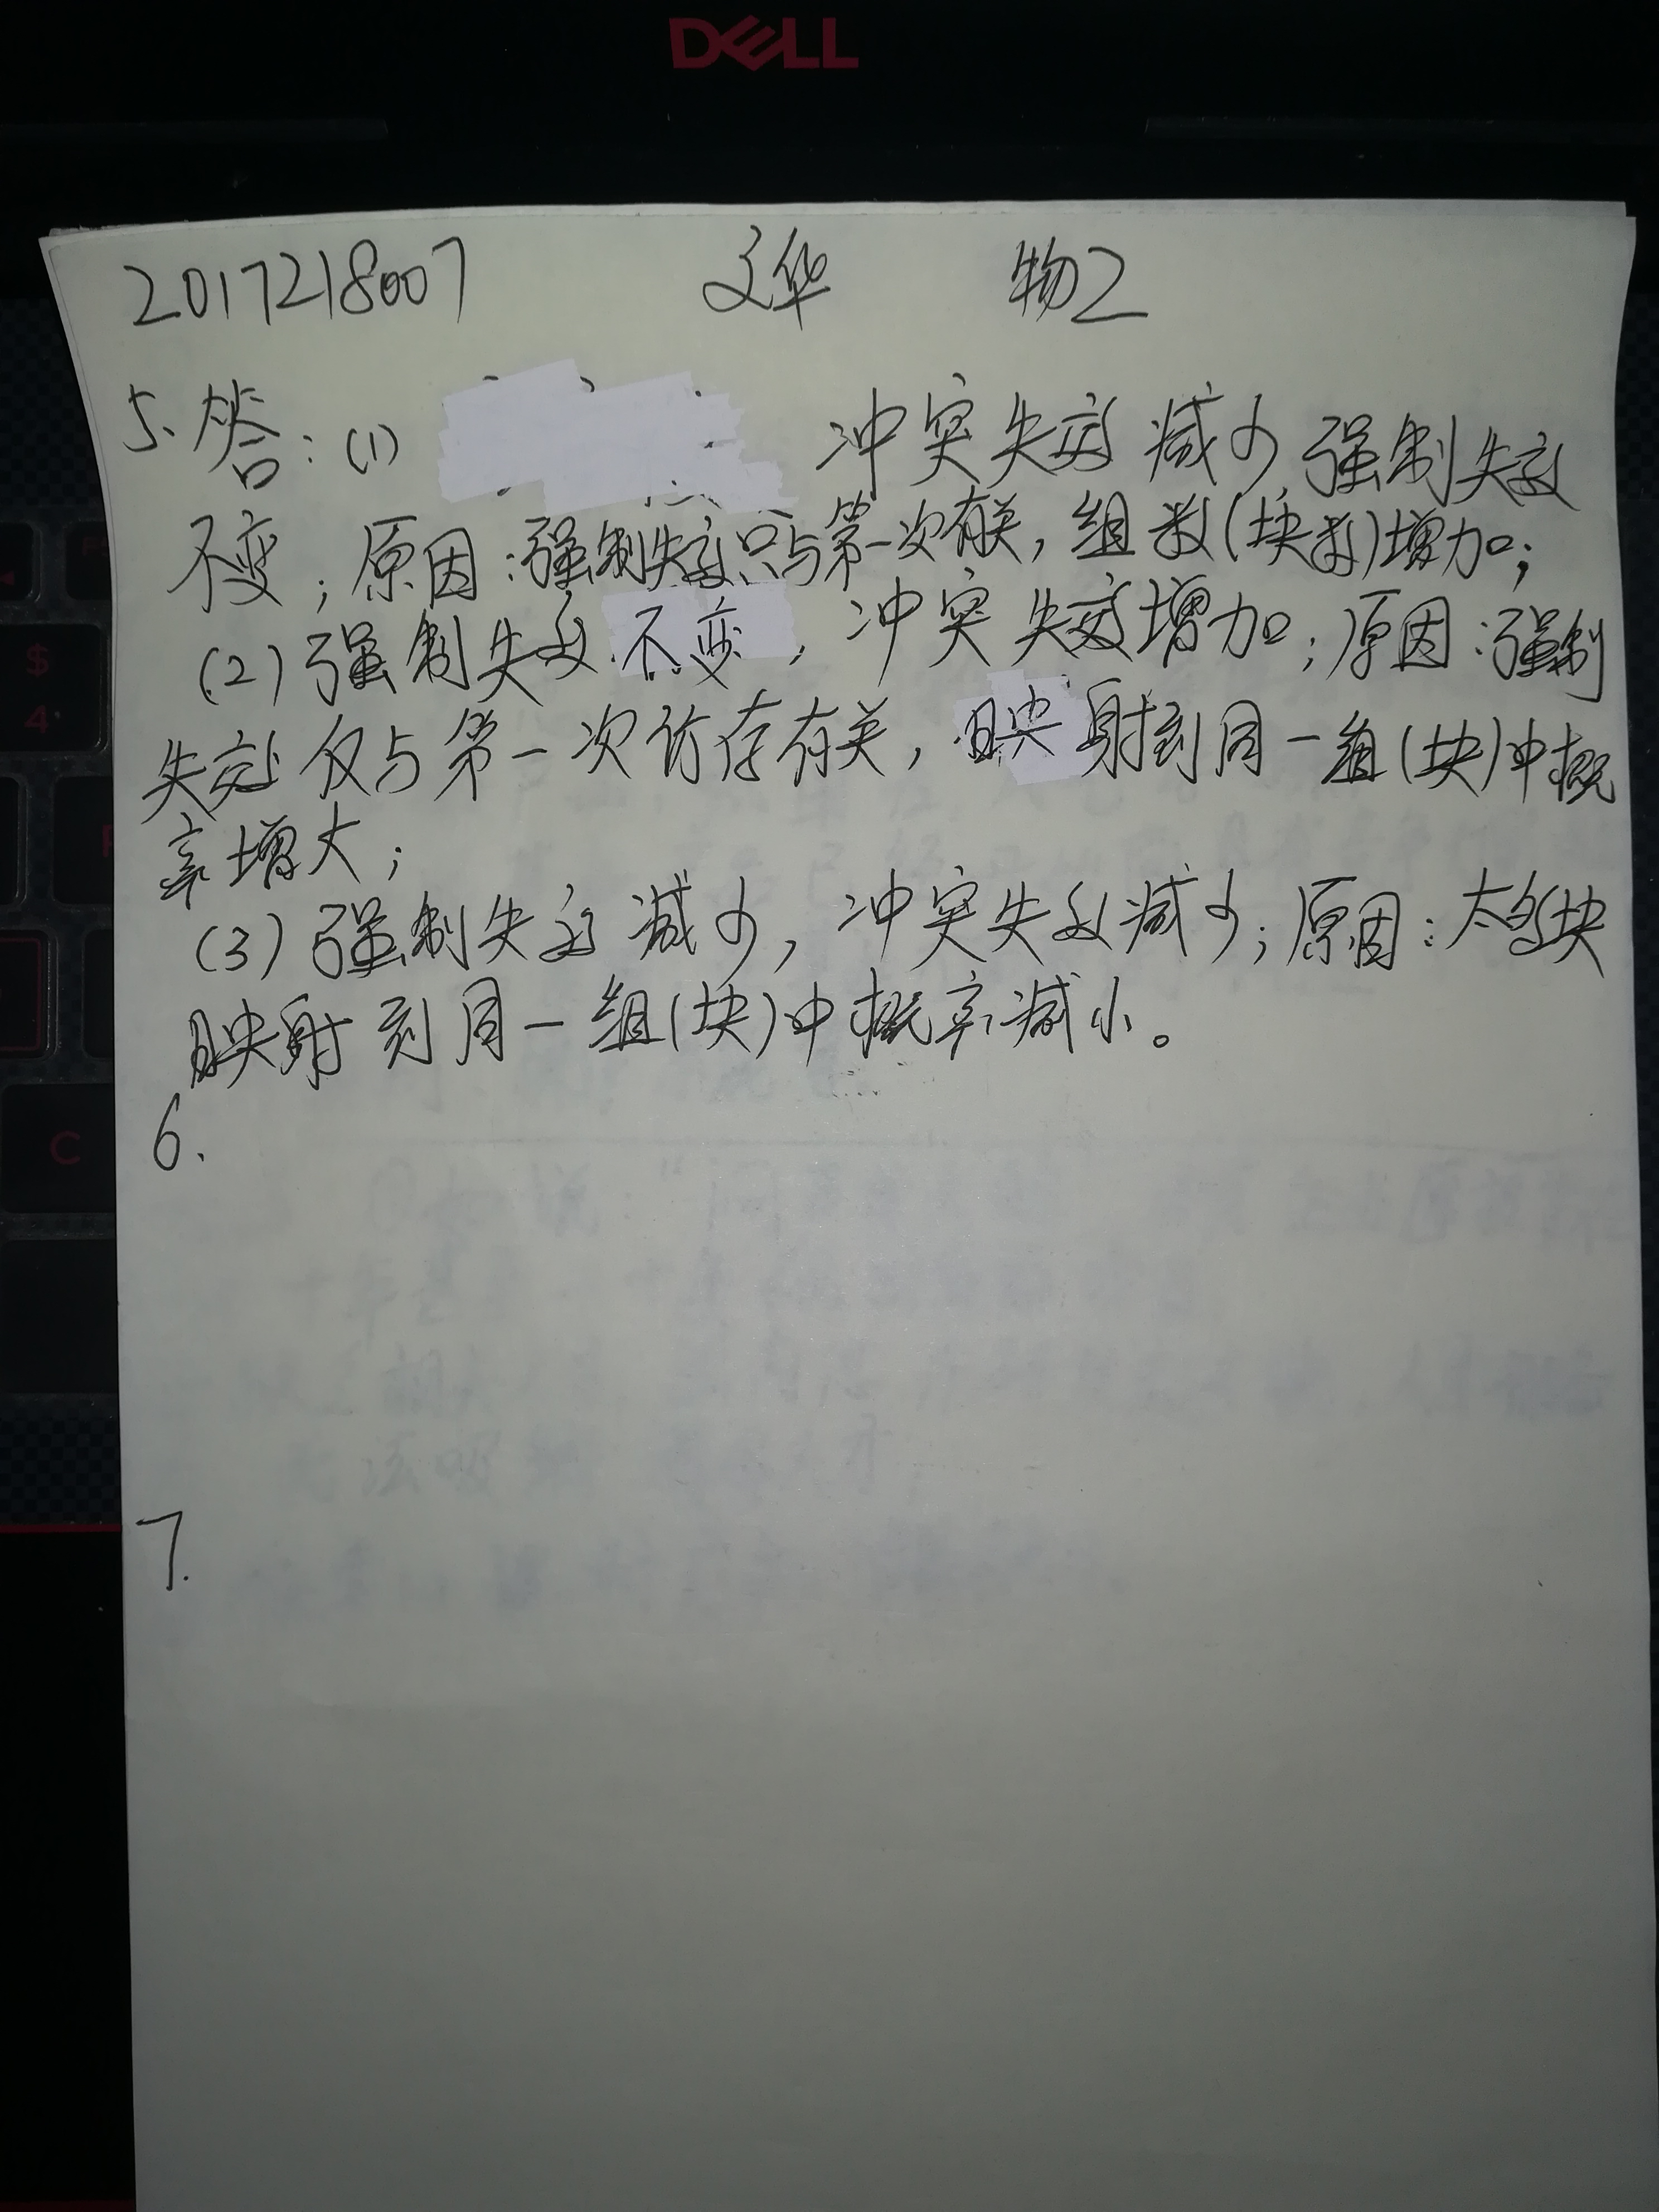 DELL
2017218007 文华 物2
5. 答: (1) 冲突失效 减少 强制失效
不变; 原因: 强制失效只与第一次有关, 组数(块数)增加;
(2) 强制失效不变, 冲突失效增加; 原因: 强制
失效仅与第一次访存有关, 映射到同一组(块)中概
率增大;
(3) 强制失效减少, 冲突失效减少; 原因: 大的块
映射到同一组(块)中概率减小。
6.
7.
$
4
C